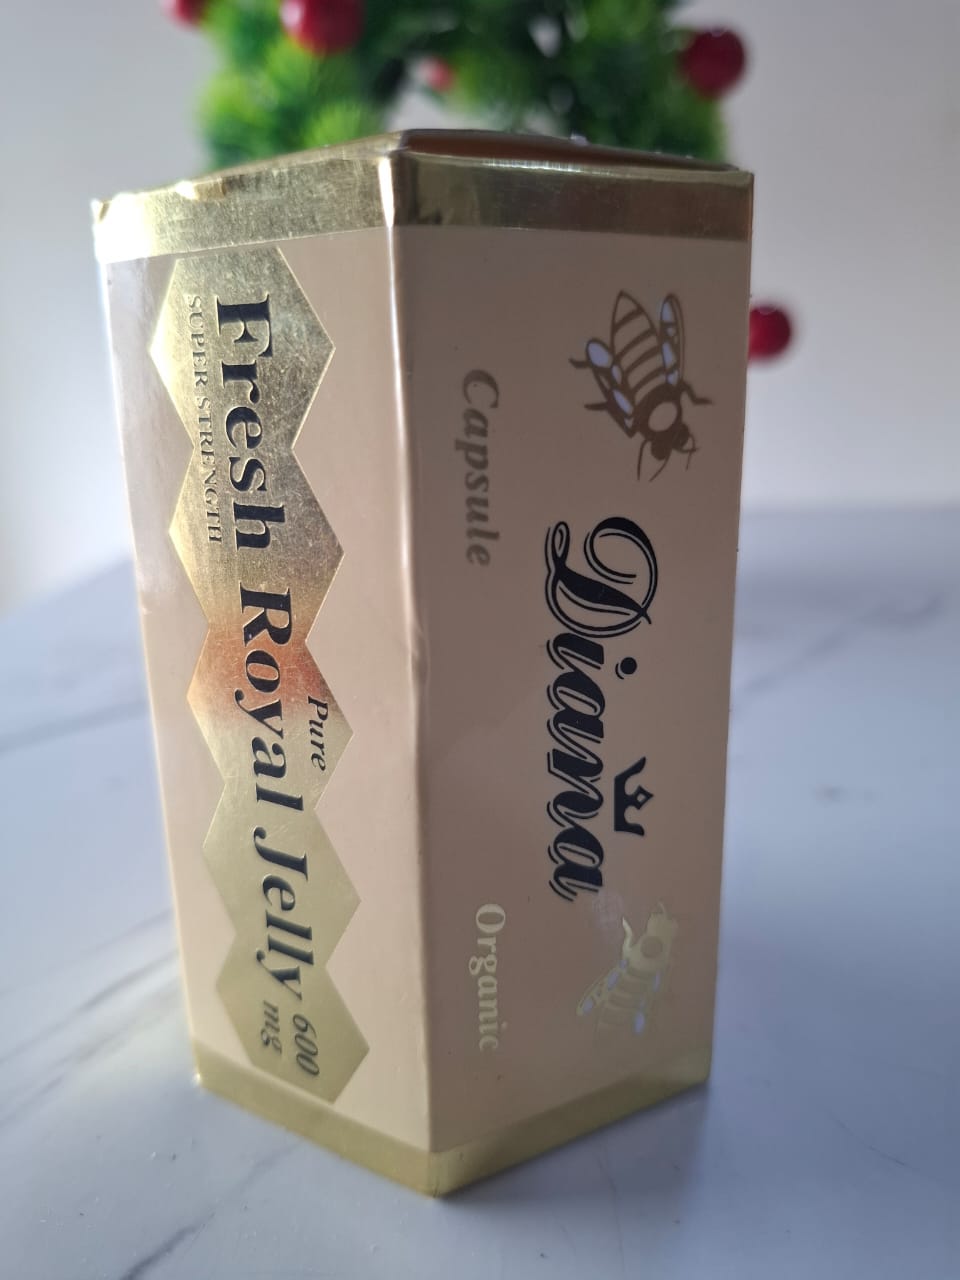 Pure
Fresh Royal Jelly 600 mg
SUPER STRENGTH
Diana
Capsule
Organic